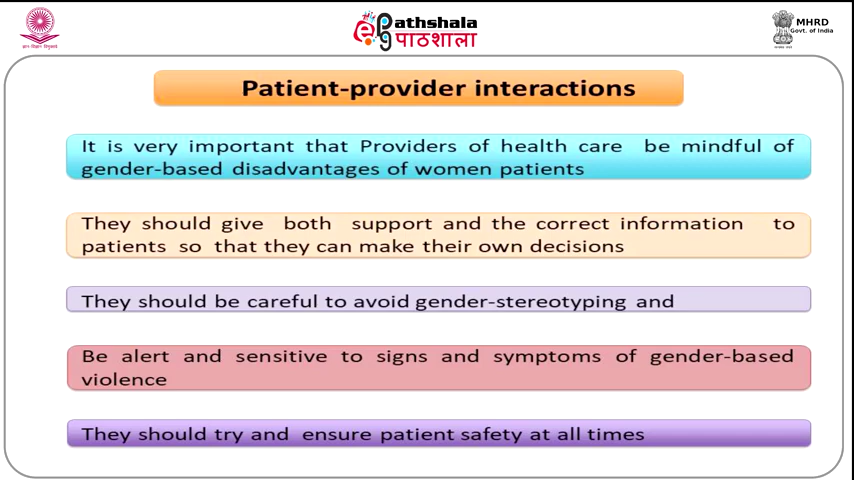 ePG Pathshala
पाठशाला
MHRD
Govt. of India
Patient-provider interactions
It is very important that Providers of health care be mindful of
gender-based disadvantages of women patients
They should give both support and the correct information to
patients so that they can make their own decisions
They should be careful to avoid gender-stereotyping and
Be alert and sensitive to signs and symptoms of gender-based
violence
They should try and ensure patient safety at all times